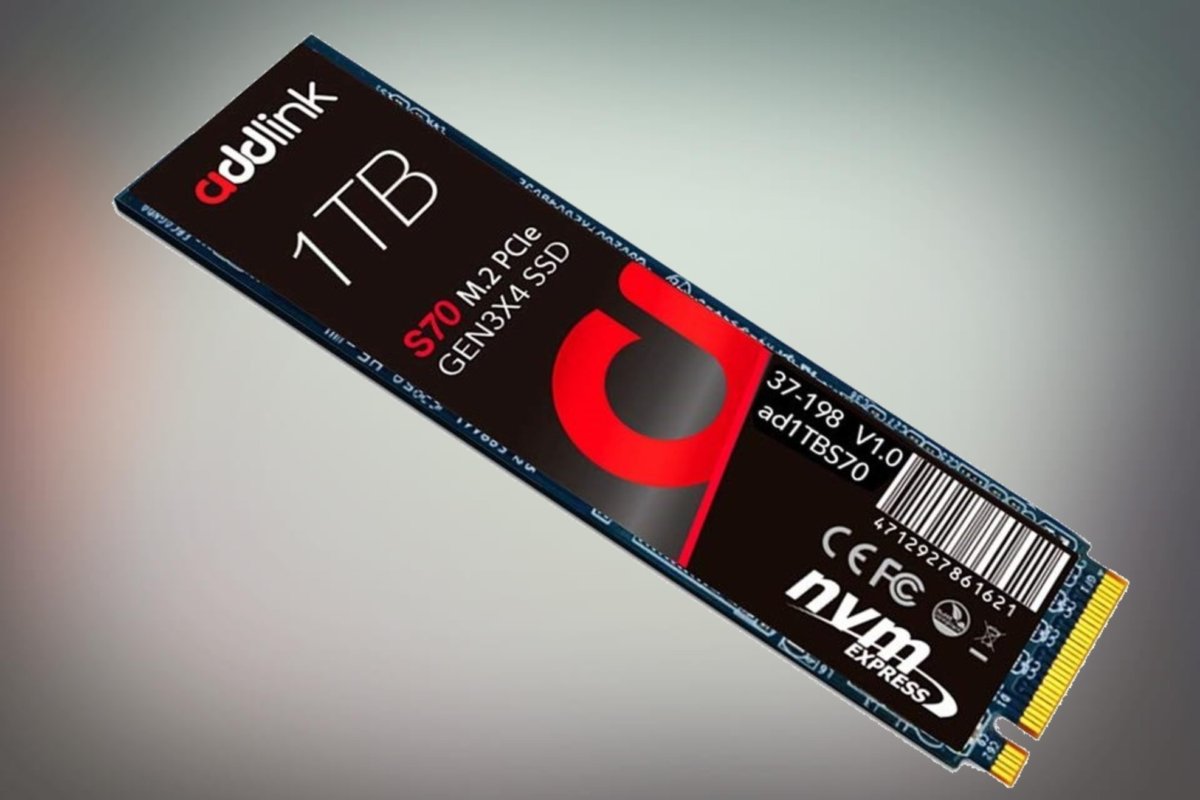 addlink
1TB
S70 M.2 PCIe
GEN3X4 SSD
37-198 V1.0
ad1TBS70
4712927861621
CE FC
nvm
EXPRESS